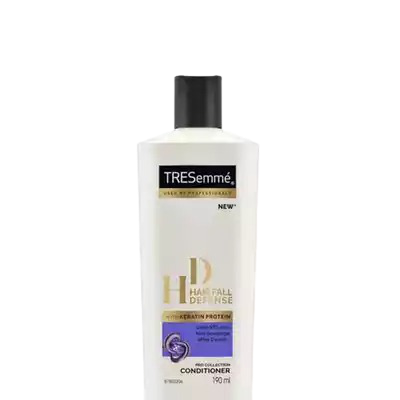 TRESemmé
USED BY PROFESSIONALS
NEW*
HD
HAIR FALL
DEFENSE
WITH KERATIN PROTEIN
PRO COLLECTION
CONDITIONER
190 ml